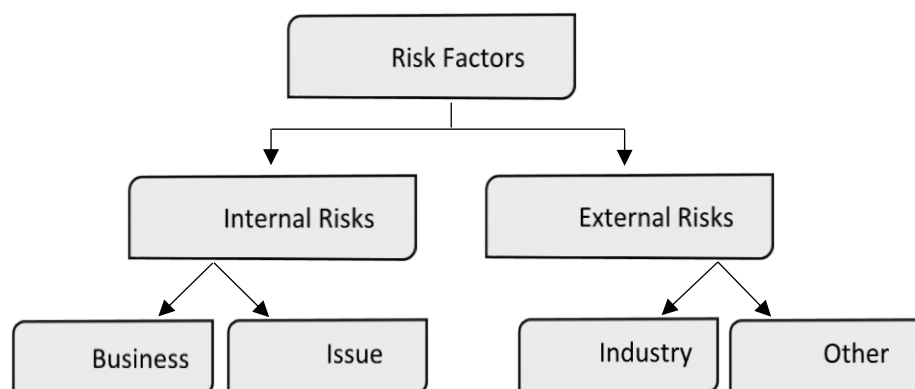 Risk Factors
Internal Risks
External Risks
Business
Issue
Industry
Other